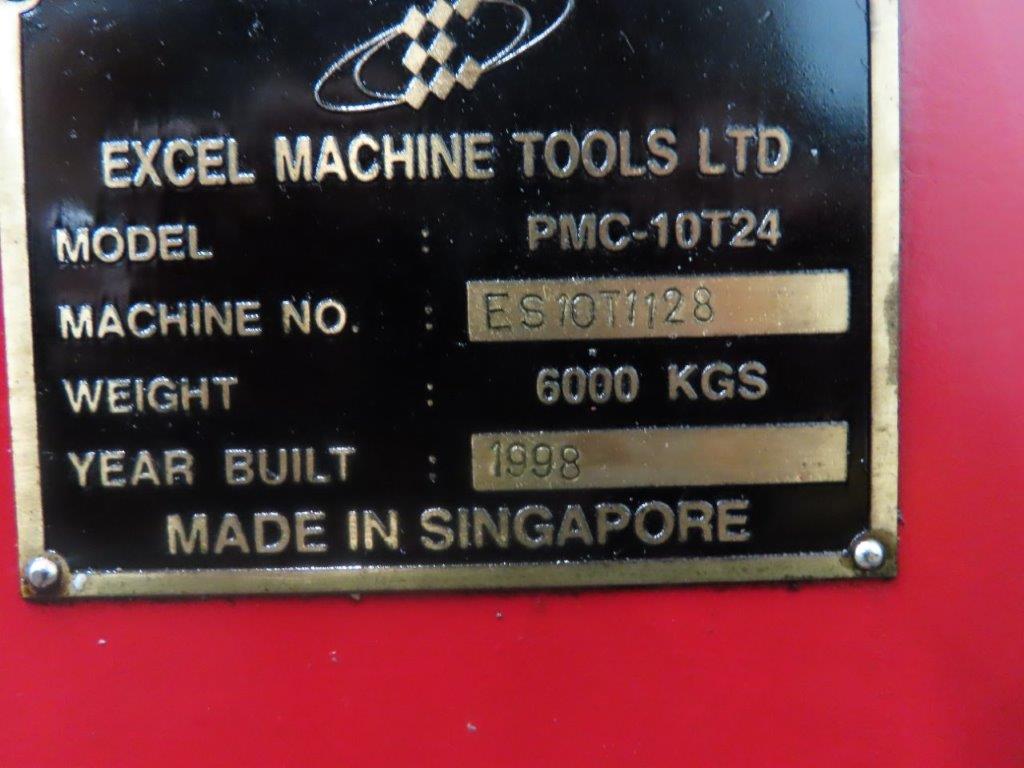 EXCEL MACHINE TOOLS LTD
MODEL : PMC-10T24
MACHINE NO. : ES10T1128
WEIGHT : 6000 KGS
YEAR BUILT : 1998
MADE IN SINGAPORE